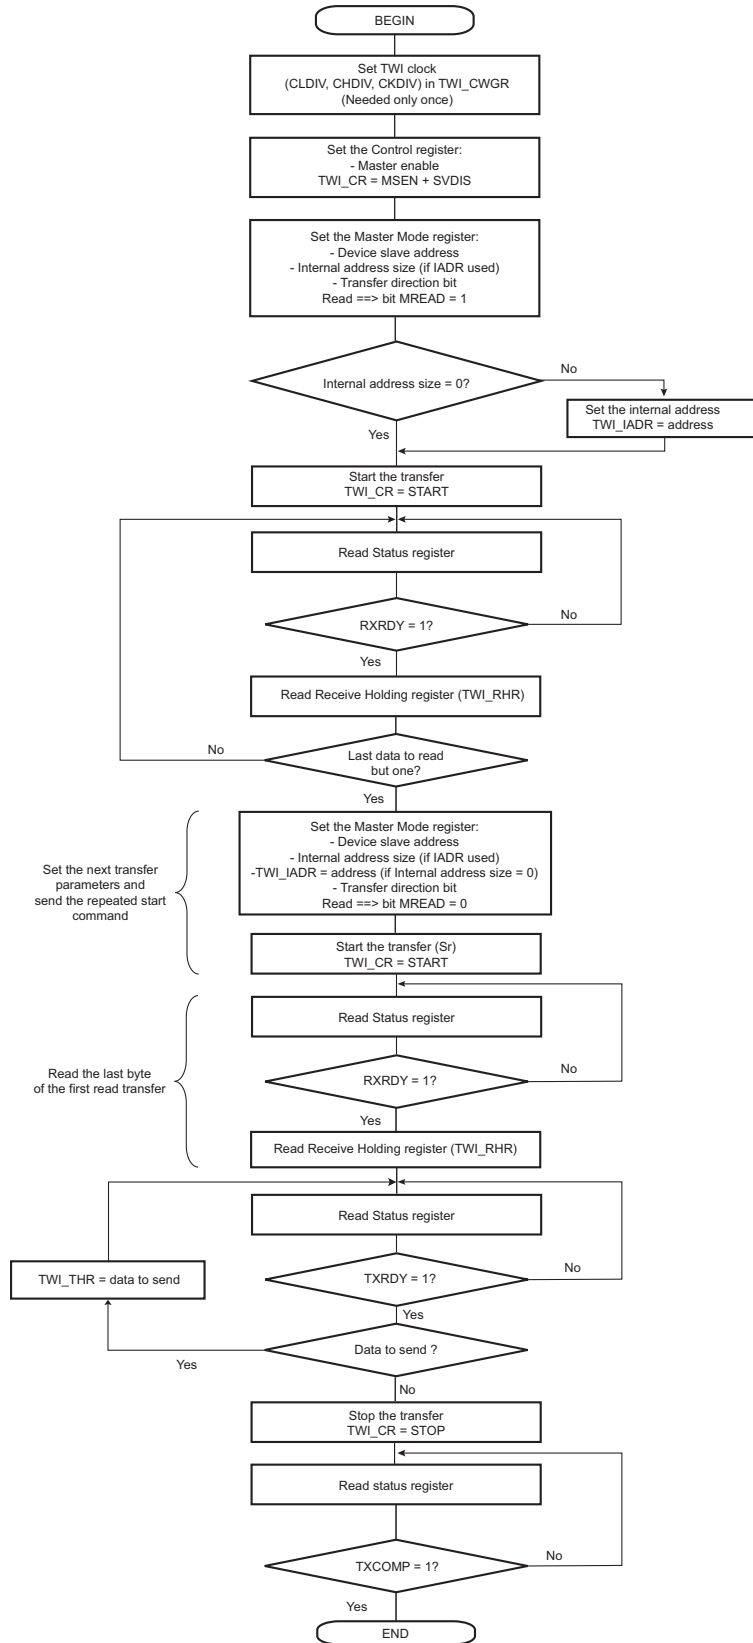 BEGIN
Set TWI clock
(CLDIV, CHDIV, CKDIV) in TWI_CWGR
(Needed only once)
Set the Control register:
- Master enable
TWI_CR = MSEN + SVDIS
Set the Master Mode register:
- Device slave address
- Internal address size (if IADR used)
- Transfer direction bit
Read ==> bit MREAD = 1
Internal address size = 0?
No
Set the internal address
TWI_IADR = address
Yes
Start the transfer
TWI_CR = START
Read Status register
RXRDY = 1?
No
Yes
Read Receive Holding register (TWI_RHR)
No
Last data to read
but one?
Yes
Set the next transfer
parameters and
send the repeated start
command
Set the Master Mode register:
- Device slave address
- Internal address size (if IADR used)
-TWI_IADR = address (if Internal address size = 0)
- Transfer direction bit
Read ==> bit MREAD = 0
Start the transfer (Sr)
TWI_CR = START
Read the last byte
of the first read transfer
Read Status register
RXRDY = 1?
No
Yes
Read Receive Holding register (TWI_RHR)
Read Status register
TWI_THR = data to send
TXRDY = 1?
No
Yes
Data to send ?
Yes
No
Stop the transfer
TWI_CR = STOP
Read status register
TXCOMP = 1?
No
Yes
END